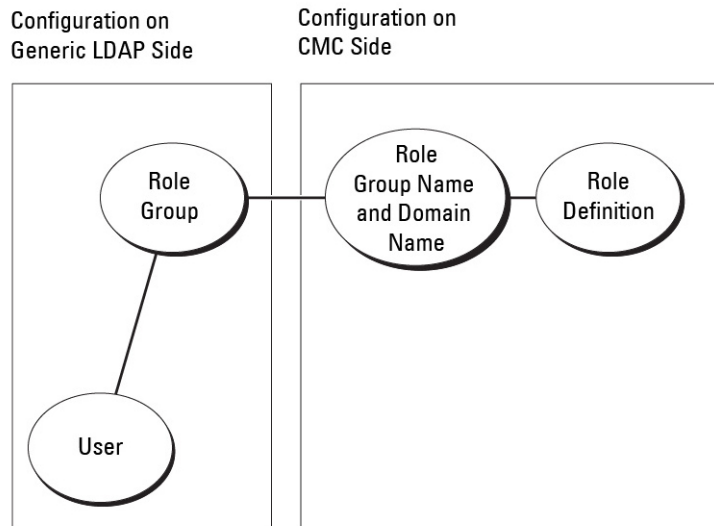 Configuration on
Generic LDAP Side
Configuration on
CMC Side
Role
Group
Role
Group Name
and Domain
Name
Role
Definition
User